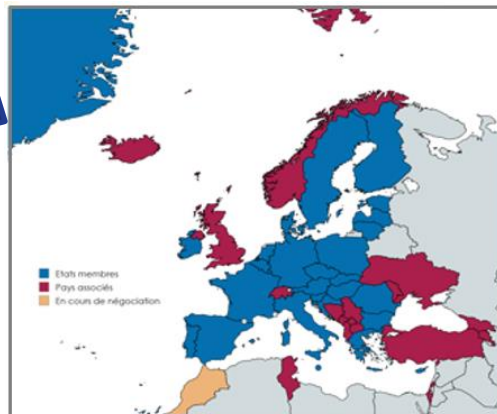 Etats membres
Pays associés
En cours de négociation